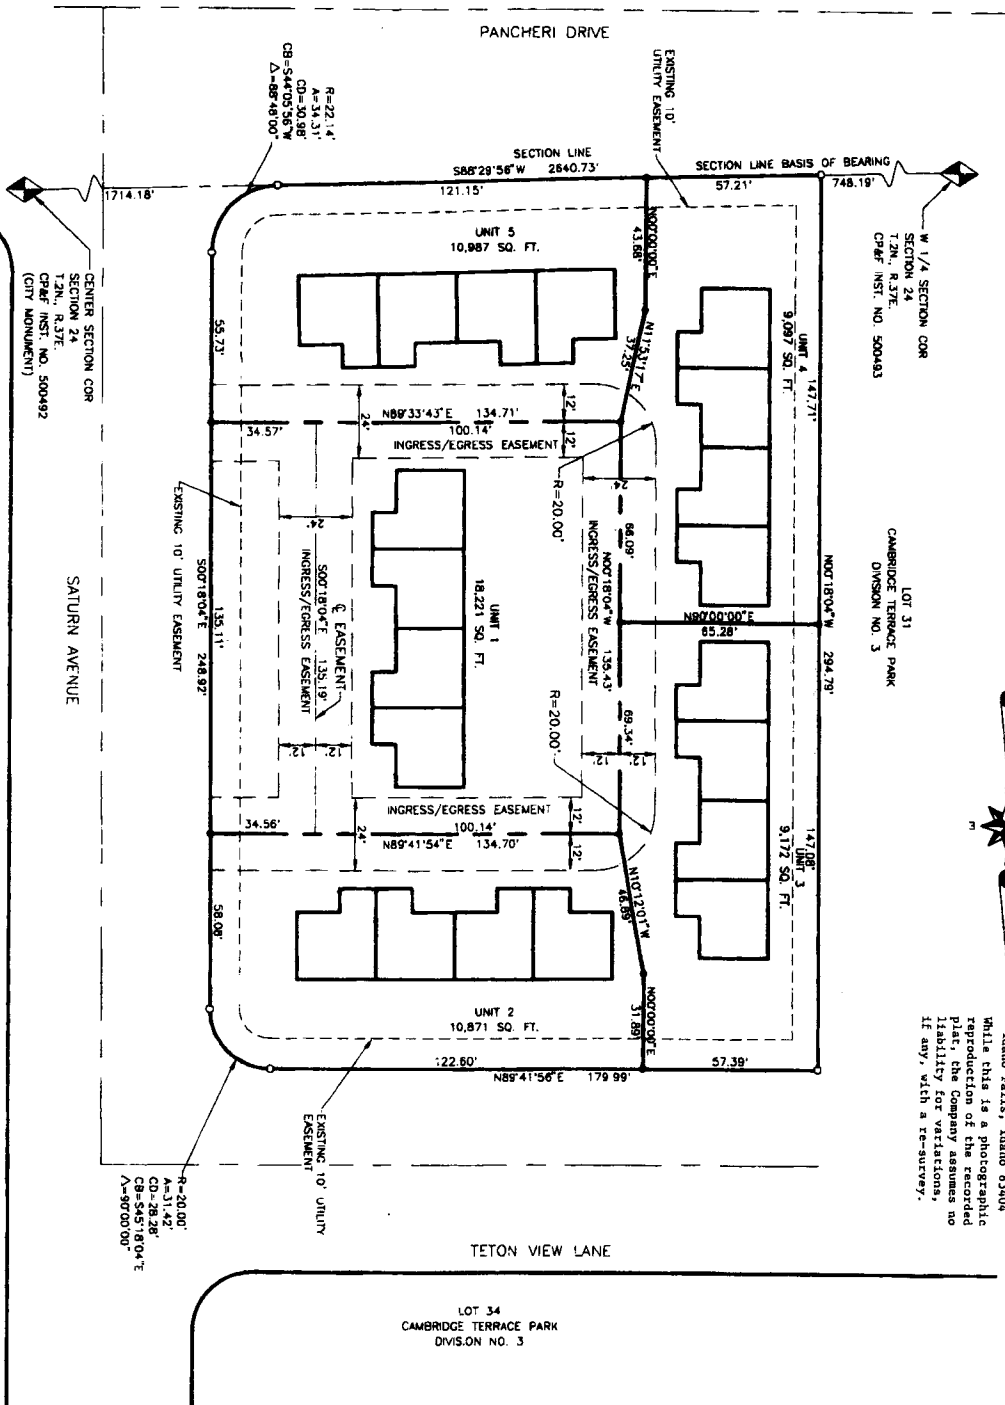 PANCHERI DRIVE
EXISTING 10'
UTILITY EASEMENT
R=22.14'
A=34.31'
CD=30.98'
CB=S44°05'56"W
△=88°48'00"
SECTION LINE
S88°29'56"W 2640.73'
121.15'
SECTION LINE BASIS OF BEARING
57.21'
748.19'
1714.18'
W 1/4 SECTION COR
SECTION 24
T.2N., R.37E.
CP&F INST. NO. 500493
CENTER SECTION COR
SECTION 24
T.2N., R.37E.
CP&F INST. NO. 500492
(CITY MONUMENT)
UNIT 5
10,987 SQ. FT.
N00°00'00"E
43.68'
N11°53'17"E
37.25'
UNIT 4
9,097 SQ. FT.
147.71'
55.73'
N89°33'43"E 134.71'
34.57'
100.14'
24'
12'
12'
INGRESS/EGRESS EASEMENT
R=20.00'
24'
24'
EXISTING 10' UTILITY EASEMENT
66.09'
N00°18'04"W 135.43'
INGRESS/EGRESS EASEMENT
69.34'
LOT 31
CAMBRIDGE TERRACE PARK
DIVISION NO. 3
N00°18'04"W 294.79'
N90°00'00"E
65.28'
UNIT 1
18,221 SQ. FT.
℄ EASEMENT
S00°18'04"E 135.19'
INGRESS/EGRESS EASEMENT
135.11'
S00°18'04"E 248.92'
SATURN AVENUE
R=20.00'
12'
12'
12'
12'
INGRESS/EGRESS EASEMENT
34.56'
100.14'
24'
12'
12'
N89°41'54"E 134.70'
N10°12'01"W
46.89'
147.08'
UNIT 3
9,172 SQ. FT.
E
58.08'
UNIT 2
10,871 SQ. FT.
N00°00'00"E
31.89'
122.60'
57.39'
N89°41'56"E 179.99'
EXISTING 10' UTILITY
EASEMENT
While this is a photographic
reproduction of the recorded
plat, the Company assumes no
liability for variations,
if any, with a re-survey.
R=20.00'
A=31.42'
CD=28.28'
CB=S45°18'04"E
△=90°00'00"
TETON VIEW LANE
LOT 34
CAMBRIDGE TERRACE PARK
DIVISION NO. 3